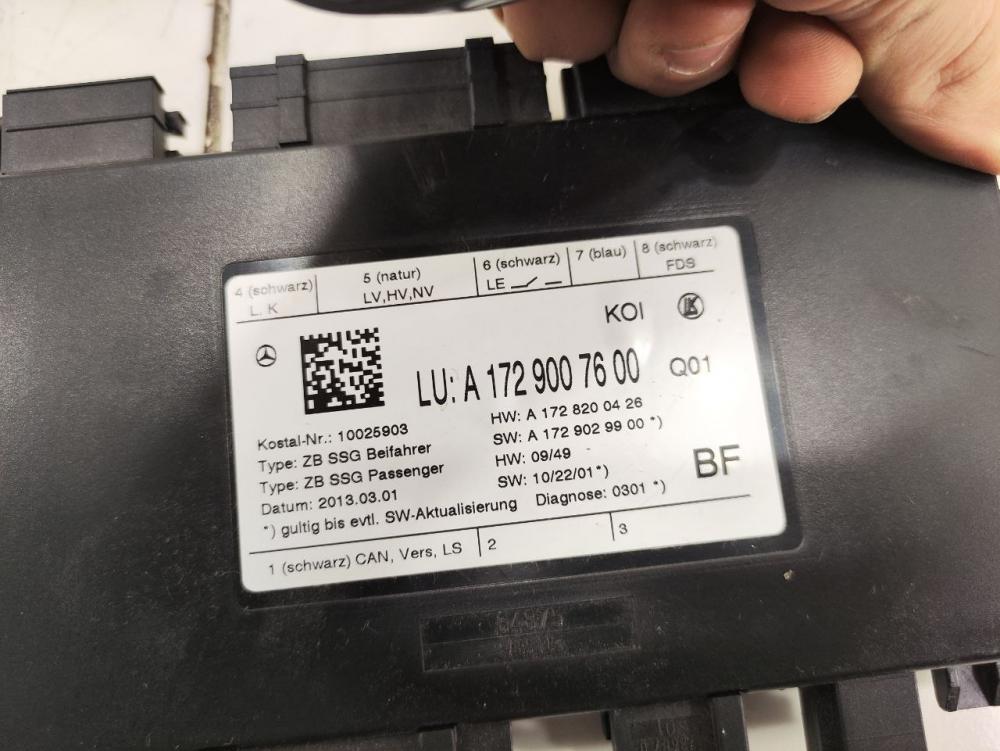 4 (schwarz)
L, K
5 (natur)
LV,HV,NV
6 (schwarz)
LE
7 (blau)
8 (schwarz)
FDS
KOI
LU: A 172 900 76 00
Q01
Kostal-Nr.: 10025903
Type: ZB SSG Beifahrer
Type: ZB SSG Passenger
Datum: 2013.03.01
HW: A 172 820 04 26
SW: A 172 902 99 00 *)
HW: 09/49
SW: 10/22/01*)
BF
*) gultig bis evtl. SW-Aktualisierung Diagnose: 0301 *)
1 (schwarz) CAN, Vers, LS
2
3